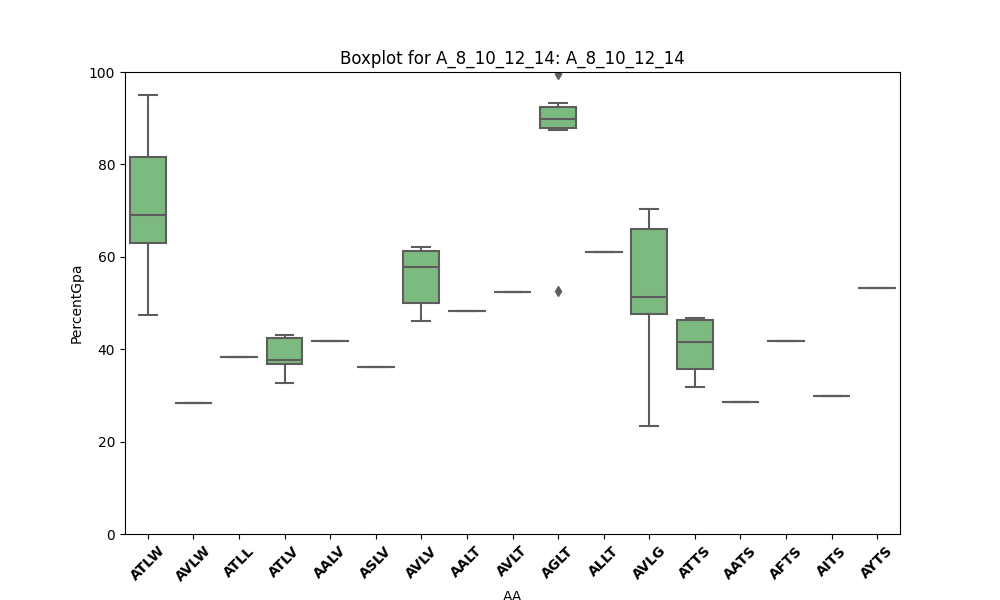 Boxplot for A_8_10_12_14: A_8_10_12_14
100
80
60
40
20
0
PercentGpa
ATLW AVLW ATLL ATLV AALV ASLV AVLV AALT AVLT AGLT ALLT AVLG ATTS AATS AFTS AITS AYTS
AA